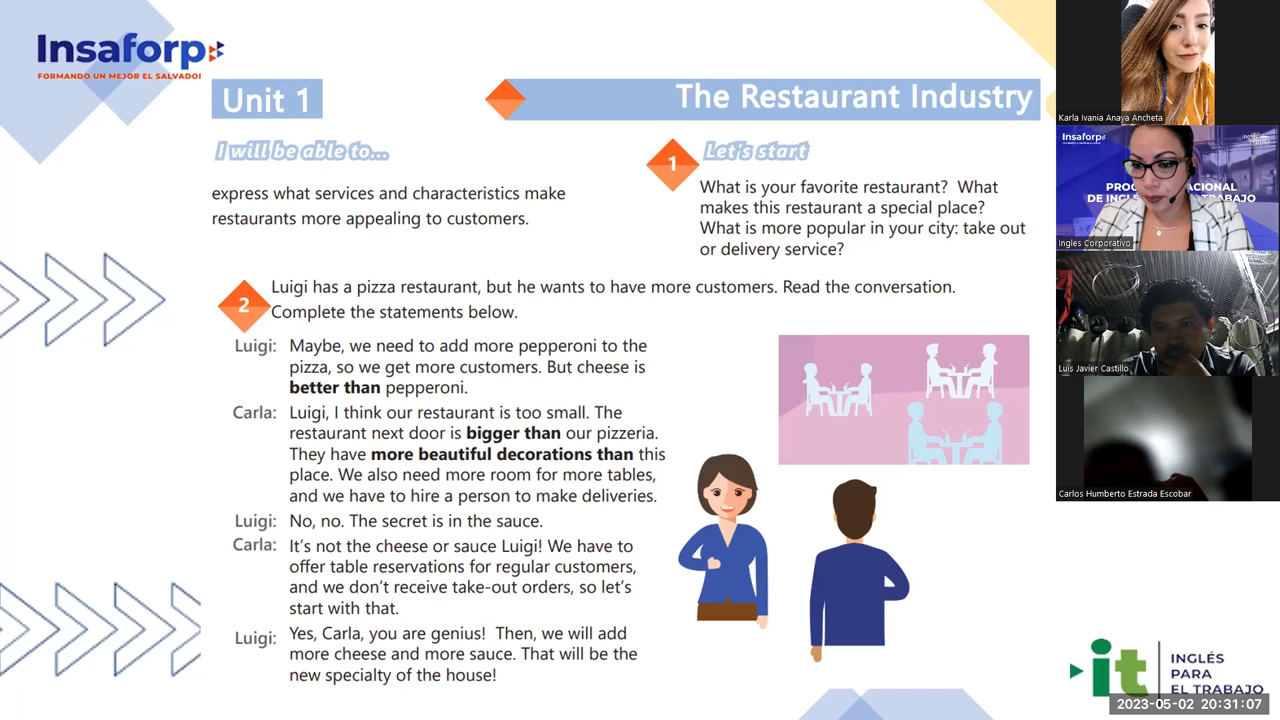 Insaforp
FORMANDO UN MEJOR EL SALVADOR
Unit 1
The Restaurant Industry
I will be able to...
express what services and characteristics make
restaurants more appealing to customers.
1
Let's start
What is your favorite restaurant?  What
makes this restaurant a special place?
What is more popular in your city: take out
or delivery service?
2
Luigi has a pizza restaurant, but he wants to have more customers. Read the conversation.
Complete the statements below.
Luigi: Maybe, we need to add more pepperoni to the
pizza, so we get more customers. But cheese is
better than pepperoni.
Carla: Luigi, I think our restaurant is too small. The
restaurant next door is bigger than our pizzeria.
They have more beautiful decorations than this
place. We also need more room for more tables,
and we have to hire a person to make deliveries.
Luigi: No, no. The secret is in the sauce.
Carla: It's not the cheese or sauce Luigi! We have to
offer table reservations for regular customers,
and we don't receive take-out orders, so let's
start with that.
Luigi: Yes, Carla, you are genius!  Then, we will add
more cheese and more sauce. That will be the
new specialty of the house!
Karla Ivania Anaya Ancheta
Insaforp
PRO
ACIONAL
DE INGL
TRABAJO
Ingles Corporativo
Luis Javier Castillo
Carlos Humberto Estrada Escobar
it
INGLÉS
PARA
EL TRABAJO
2023-05-02 20:31:07